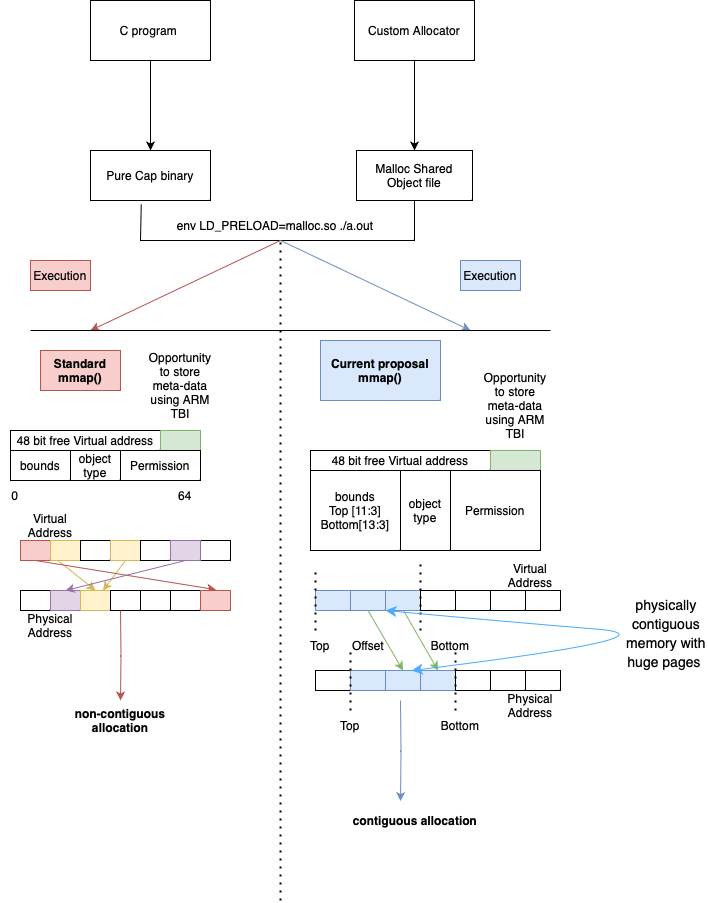 C program
Custom Allocator
Pure Cap binary
Malloc Shared
Object file
env LD_PRELOAD=malloc.so ./a.out
Execution
Execution
Standard
mmap()
Opportunity
to store
meta-data
using ARM
TBI
48 bit free Virtual address
bounds
object
type
Permission
0
64
Virtual
Address
Physical
Address
non-contiguous
allocation
Current proposal
mmap()
Opportunity
to store
meta-data
using ARM
TBI
48 bit free Virtual address
bounds
Top [11:3]
Bottom[13:3]
object
type
Permission
Virtual
Address
Top
Offset
Bottom
physically
contiguous
memory with
huge pages
Physical
Address
Top
Bottom
contiguous allocation